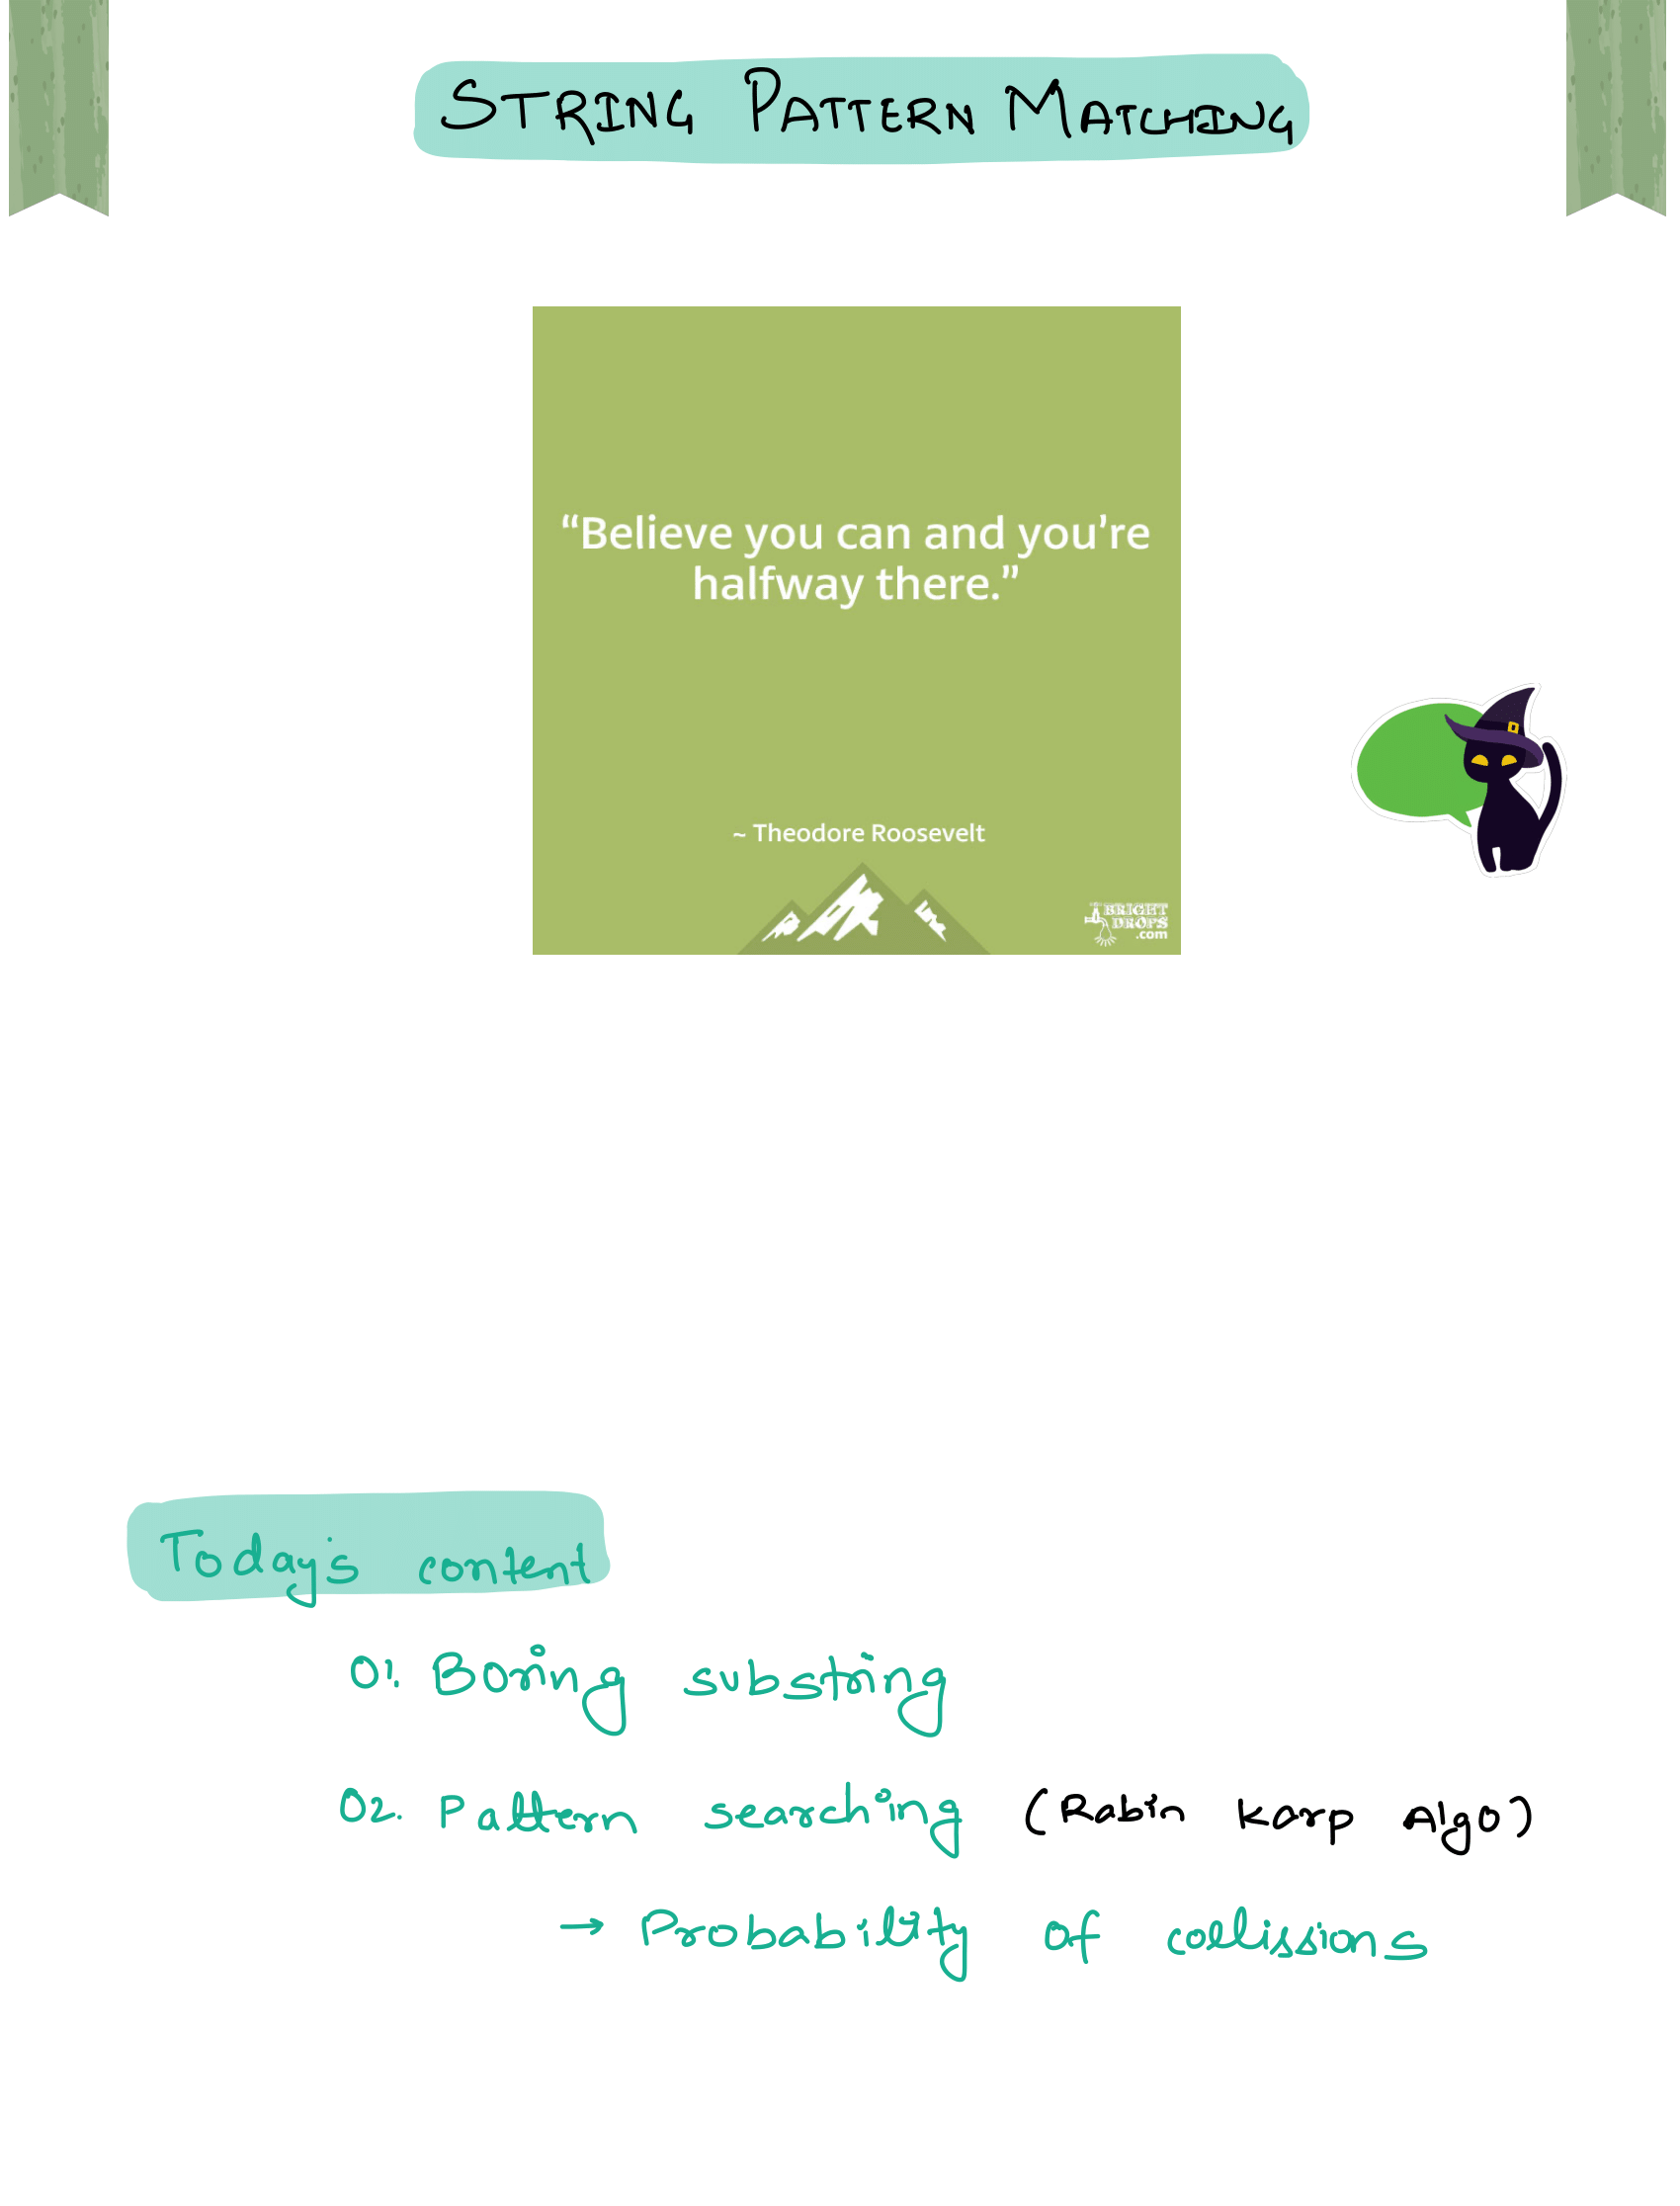 STRING PATTERN MATCHING
“Believe you can and you’re
halfway there.”
~ Theodore Roosevelt
BRIGHT
DROPS
.com
Today's content
01. Boring substring
02. Pattern searching (Rabin Karp Algo)
→ Probability of collissions